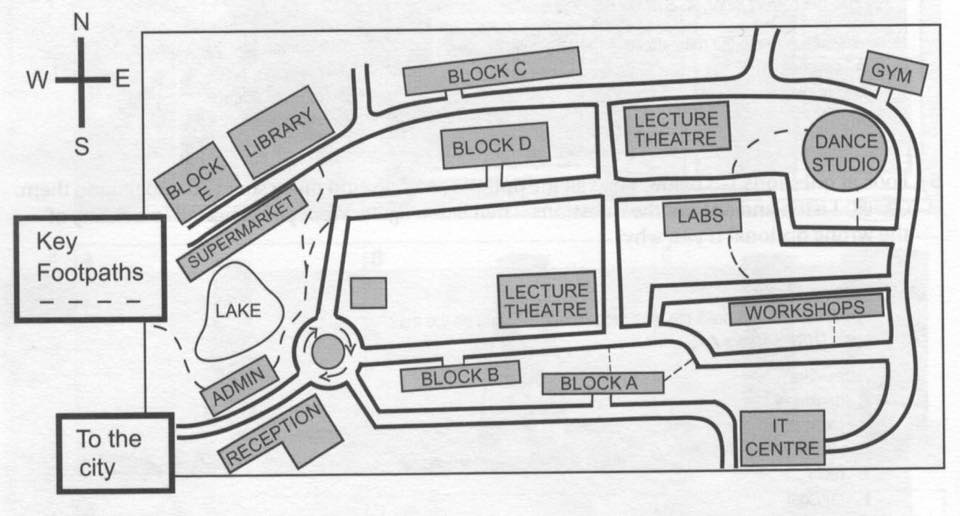 N
W E
S
BLOCK C
GYM
LIBRARY
LECTURE
THEATRE
DANCE
STUDIO
BLOCK D
BLOCK
E
SUPERMARKET
LABS
Key
Footpaths
LAKE
LECTURE
THEATRE
WORKSHOPS
ADMIN
BLOCK B
BLOCK A
RECEPTION
IT
CENTRE
To the
city